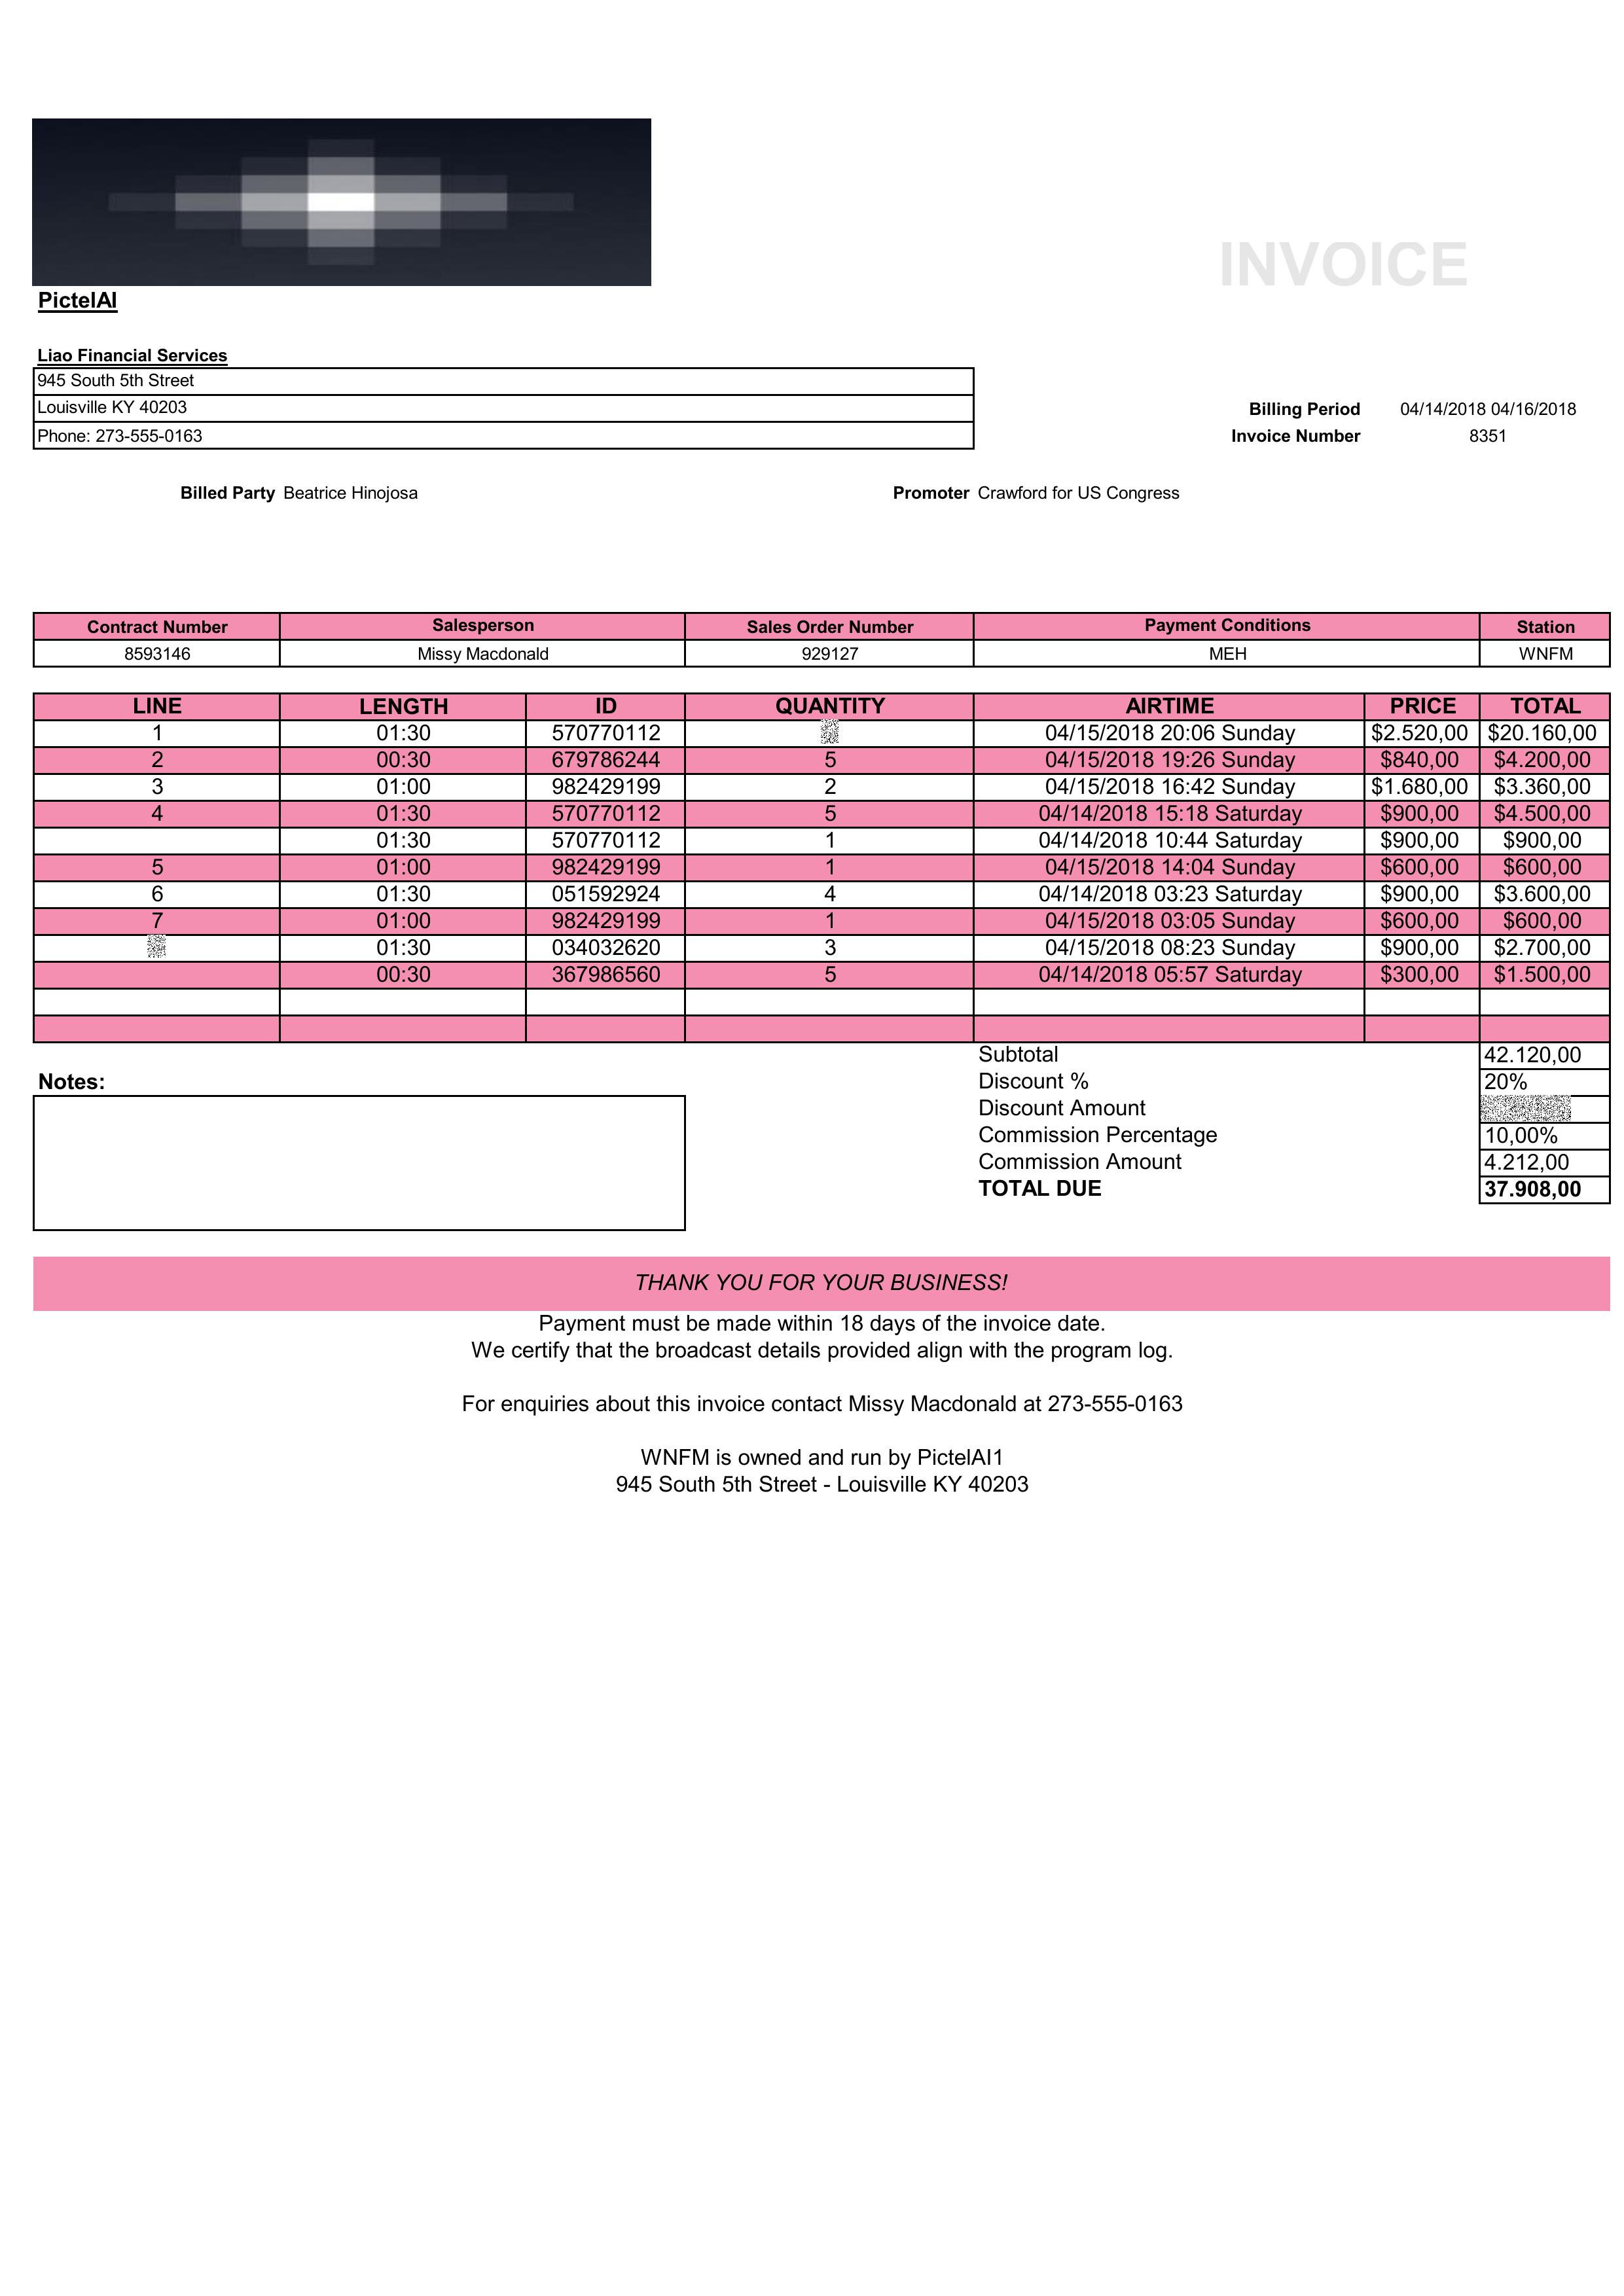 INVOICE
PictelAI
Liao Financial Services
945 South 5th Street
Louisville KY 40203
Phone: 273-555-0163
Billing Period 04/14/2018 04/16/2018
Invoice Number 8351
Billed Party Beatrice Hinojosa
Promoter Crawford for US Congress
Contract Number Salesperson Sales Order Number Payment Conditions Station
8593146 Missy Macdonald 929127 MEH WNFM
LINE LENGTH ID QUANTITY AIRTIME PRICE TOTAL
1 01:30 570770112 04/15/2018 20:06 Sunday $2.520,00 $20.160,00
2 00:30 679786244 5 04/15/2018 19:26 Sunday $840,00 $4.200,00
3 01:00 982429199 2 04/15/2018 16:42 Sunday $1.680,00 $3.360,00
4 01:30 570770112 5 04/14/2018 15:18 Saturday $900,00 $4.500,00
01:30 570770112 1 04/14/2018 10:44 Saturday $900,00 $900,00
5 01:00 982429199 1 04/15/2018 14:04 Sunday $600,00 $600,00
6 01:30 051592924 4 04/14/2018 03:23 Saturday $900,00 $3.600,00
7 01:00 982429199 1 04/15/2018 03:05 Sunday $600,00 $600,00
01:30 034032620 3 04/15/2018 08:23 Sunday $900,00 $2.700,00
00:30 367986560 5 04/14/2018 05:57 Saturday $300,00 $1.500,00
Subtotal 42.120,00
Notes:
Discount % 20%
Discount Amount
Commission Percentage 10,00%
Commission Amount 4.212,00
TOTAL DUE 37.908,00
THANK YOU FOR YOUR BUSINESS!
Payment must be made within 18 days of the invoice date.
We certify that the broadcast details provided align with the program log.
For enquiries about this invoice contact Missy Macdonald at 273-555-0163
WNFM is owned and run by PictelAI1
945 South 5th Street - Louisville KY 40203